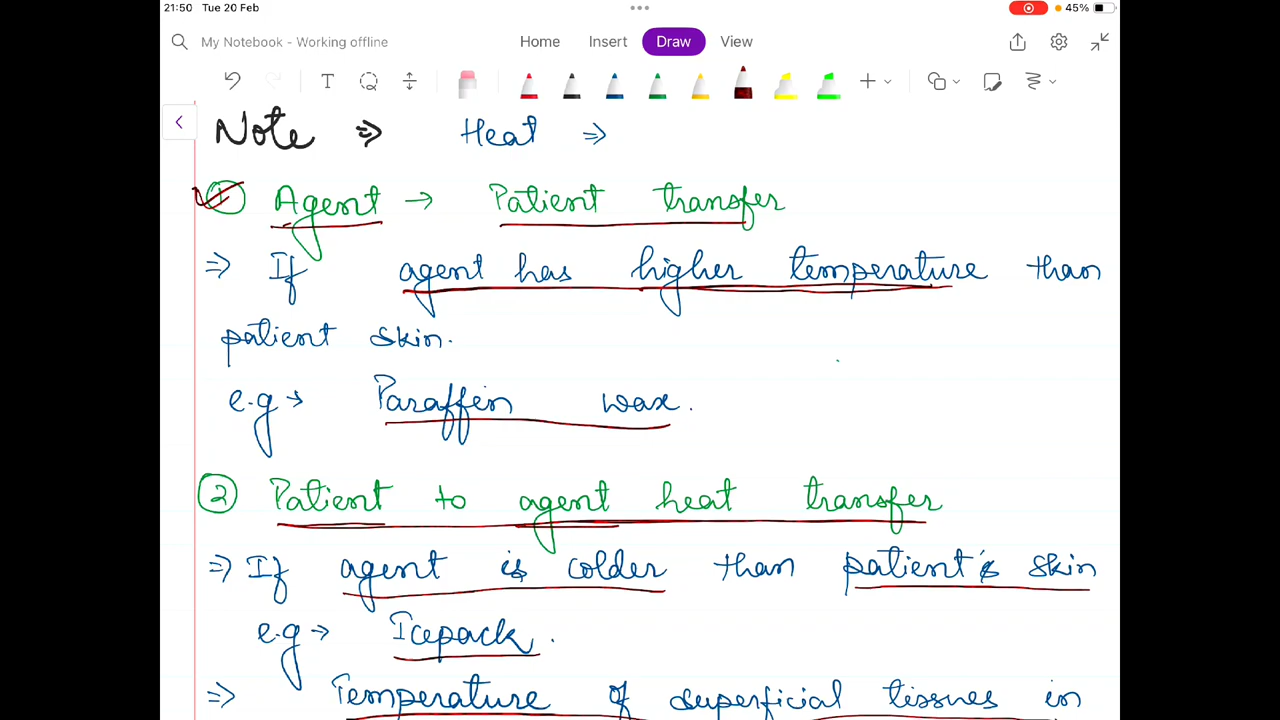 21:50 Tue 20 Feb
45%
My Notebook - Working offline
Home Insert Draw View
T
Note ⇒ Heat ⇒
① Agent → Patient transfer
⇒ If agent has higher temperature than
patient skin.
e.g → Paraffin wax.
② Patient to agent heat transfer
⇒ If agent is colder than patient's skin
e.g → Icepack.
⇒ Temperature of superficial tissues in